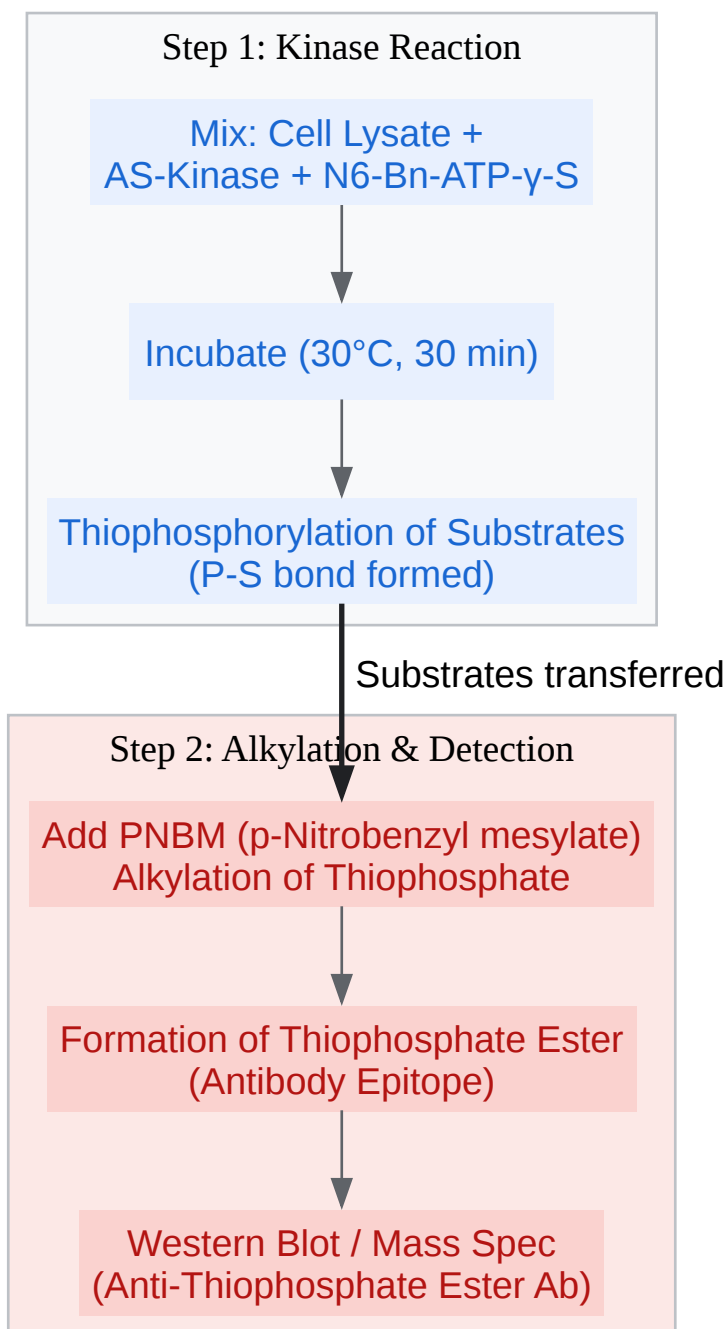 Step 1: Kinase Reaction
Mix: Cell Lysate +
AS-Kinase + N6-Bn-ATP-γ-S
Incubate (30°C, 30 min)
Thiophosphorylation of Substrates
(P-S bond formed)
Substrates transferred
Step 2: Alkylation & Detection
Add PNBM (p-Nitrobenzyl mesylate)
Alkylation of Thiophosphate
Formation of Thiophosphate Ester
(Antibody Epitope)
Western Blot / Mass Spec
(Anti-Thiophosphate Ester Ab)